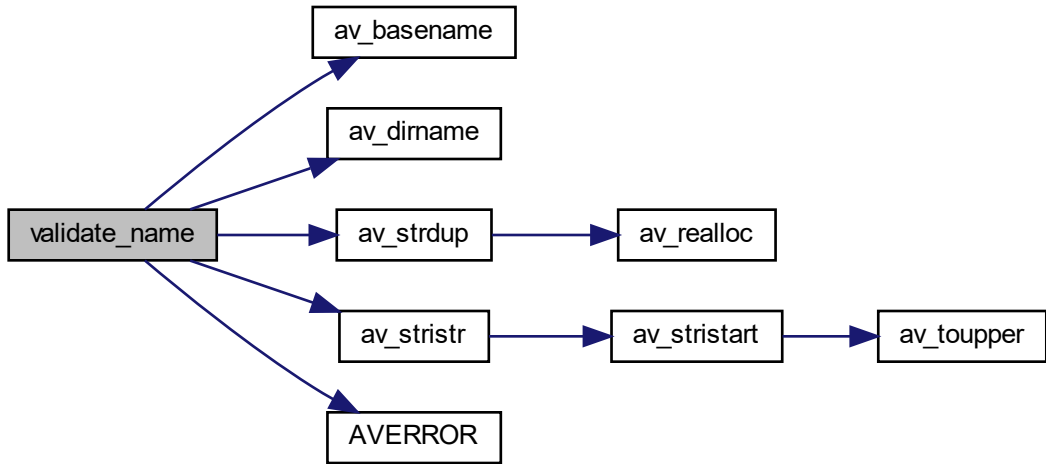 av_basename
av_dirname
validate_name
av_strdup
av_realloc
av_stristr
av_stristart
av_toupper
AVERROR